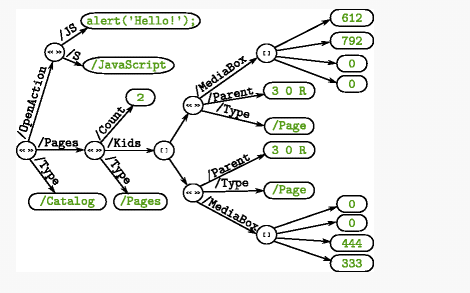 612
/JS
alert('Hello!');
792
« »
[ ]
/S
0
/JavaScript
/MediaBox
0
/OpenAction
/Count
2
3 0 R
/Parent
« »
/Type
/Page
/Pages
/Kids
« »
« »
[ ]
3 0 R
/Parent
/Type
/Type
/Type
/Page
« »
/Catalog
/Pages
/MediaBox
0
0
[ ]
444
333